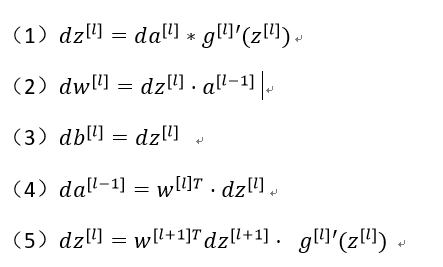 （1）dz^{[l]} = da^{[l]} * g^{[l]}′(z^{[l]})
（2）dw^{[l]} = dz^{[l]} · a^{[l−1]}
（3）db^{[l]} = dz^{[l]}
（4）da^{[l−1]} = w^{[l]T} · dz^{[l]}
（5）dz^{[l]} = w^{[l+1]T}dz^{[l+1]} · g^{[l]}′(z^{[l]})